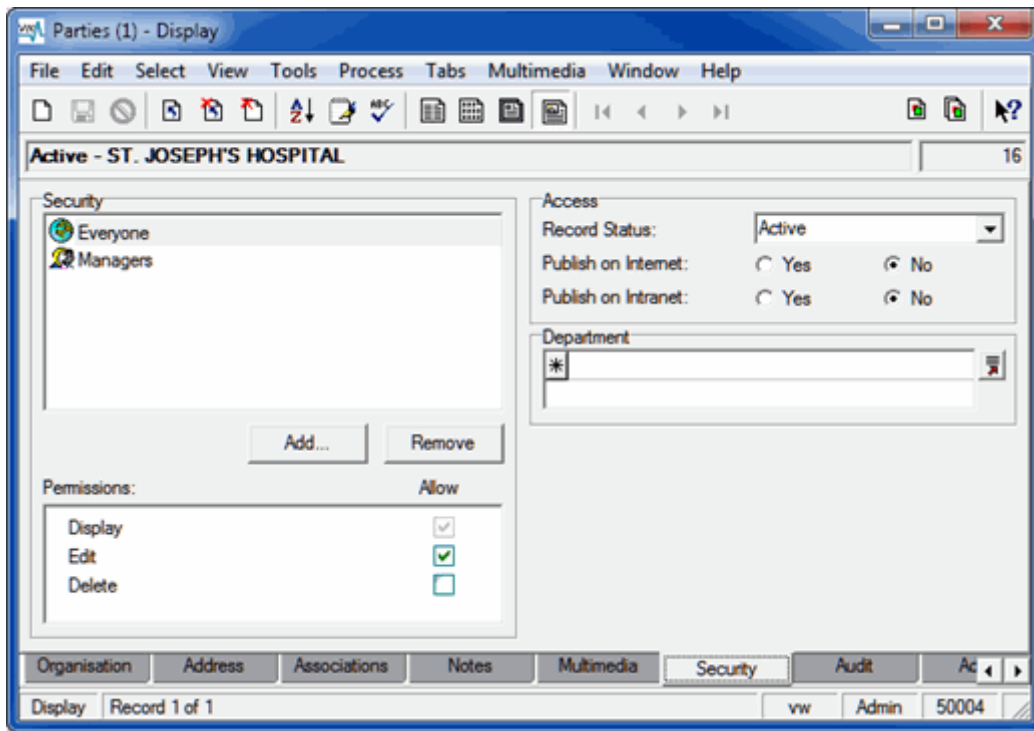 Parties (1) - Display
File Edit Select View Tools Process Tabs Multimedia Window Help
Active - ST. JOSEPH'S HOSPITAL 16
Security
Everyone
Managers
Add... Remove
Permissions: Allow
Display
Edit
Delete
Access
Record Status: Active
Publish on Internet: Yes No
Publish on Intranet: Yes No
Department
Organisation Address Associations Notes Multimedia Security Audit
Display Record 1 of 1 vw Admin 50004